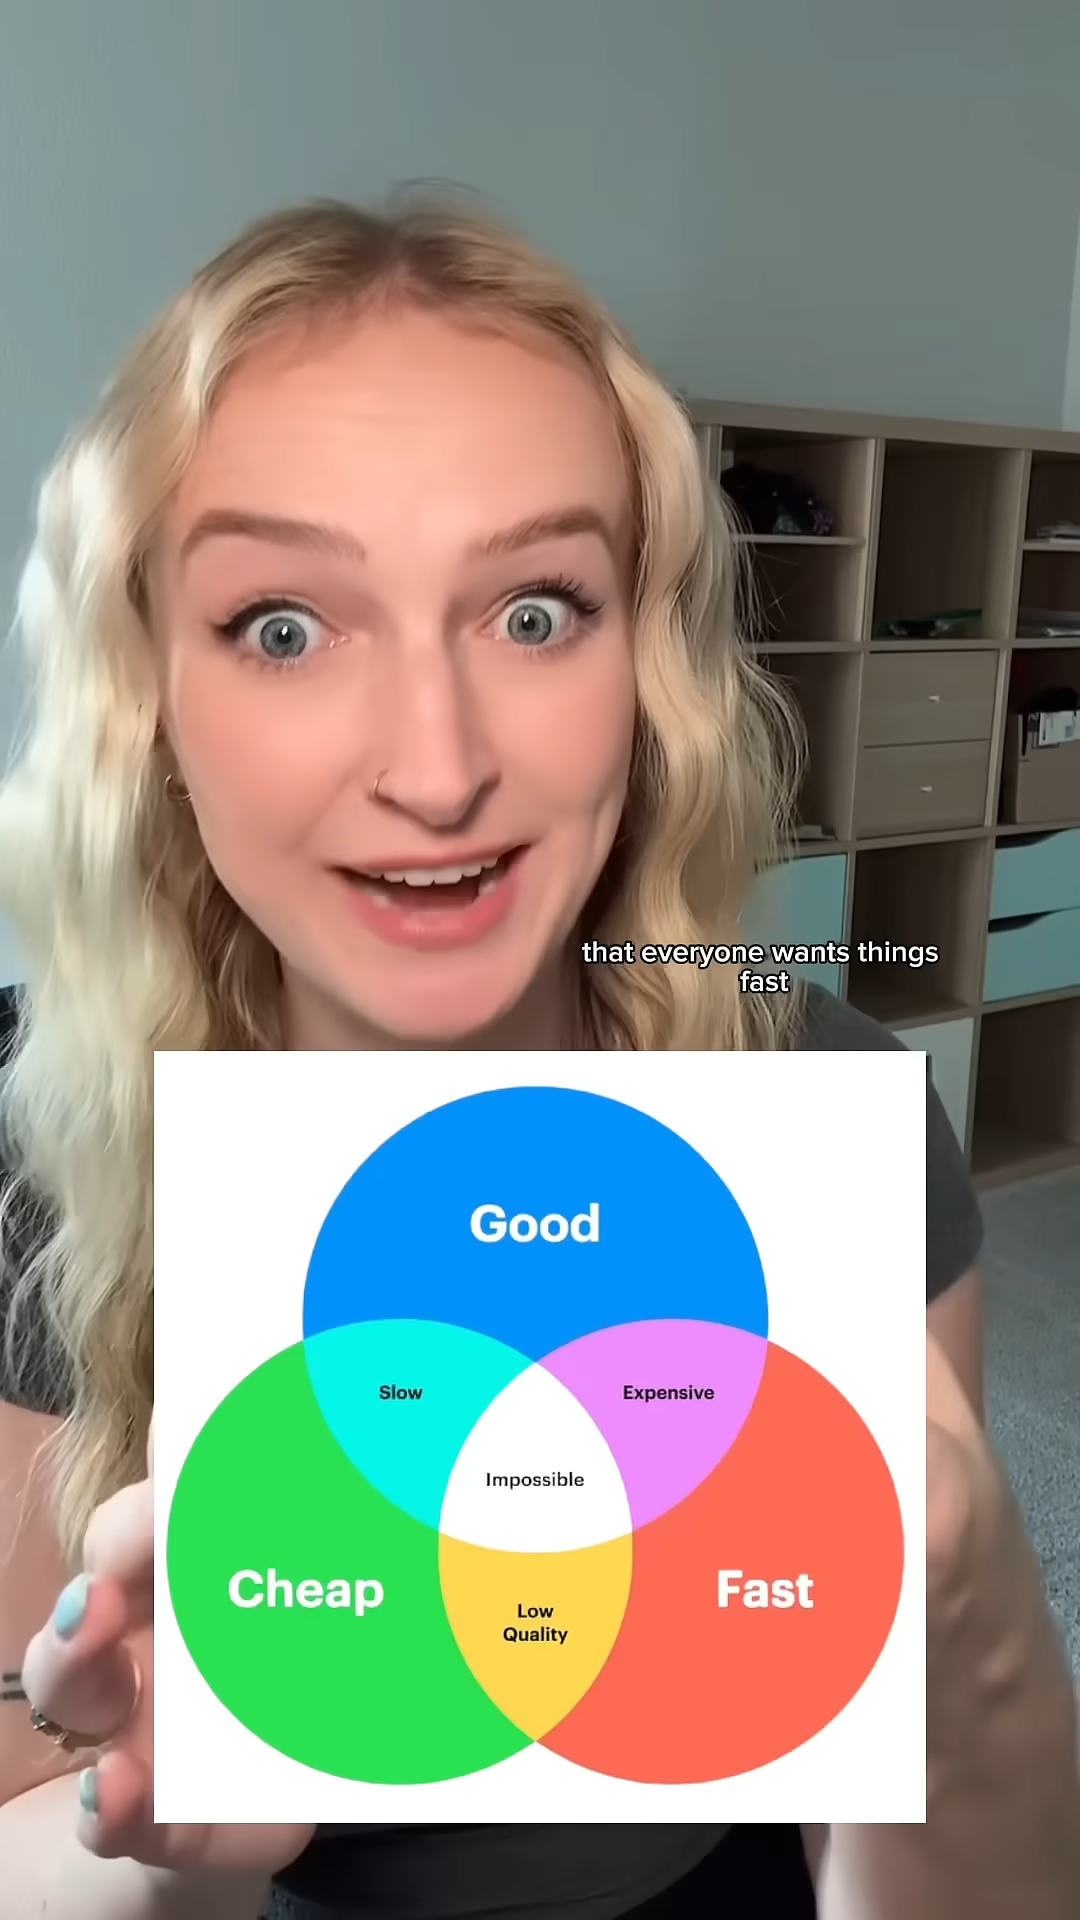 that everyone wants things
fast
Good
Slow
Expensive
Impossible
Cheap
Fast
Low
Quality